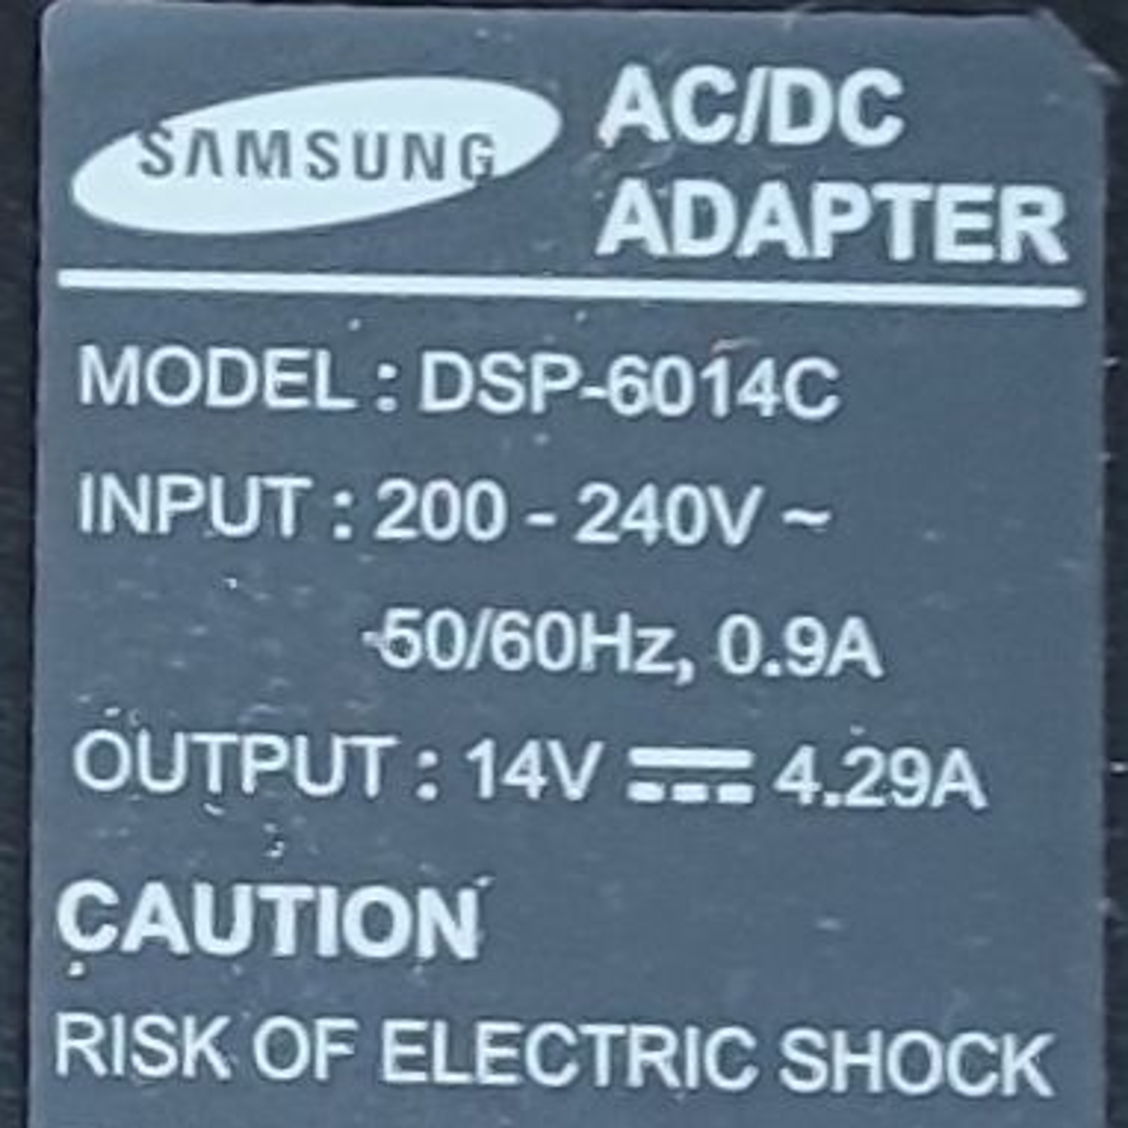 SAMSUNG
AC/DC
ADAPTER
MODEL : DSP-6014C
INPUT : 200 - 240V ~
50/60Hz, 0.9A
OUTPUT : 14V ⎓ 4.29A
CAUTION
RISK OF ELECTRIC SHOCK